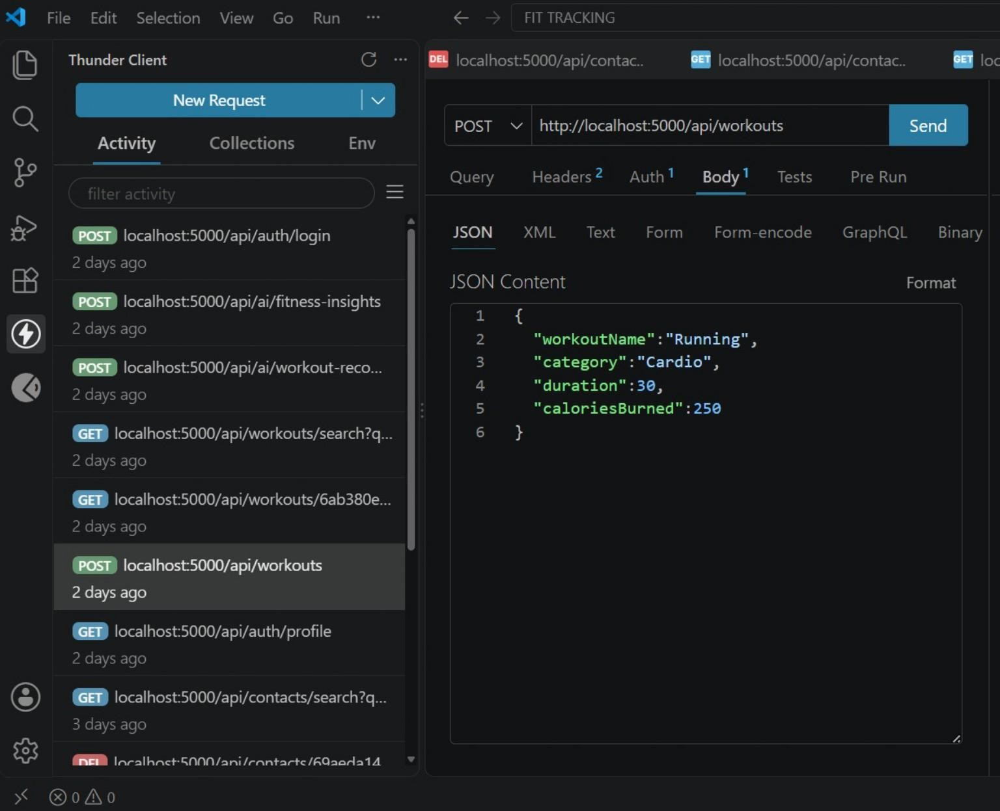 File Edit Selection View Go Run ···
FIT TRACKING
Thunder Client
New Request
Activity Collections Env
filter activity
POST localhost:5000/api/auth/login
2 days ago
POST localhost:5000/api/ai/fitness-insights
2 days ago
POST localhost:5000/api/ai/workout-reco...
2 days ago
GET localhost:5000/api/workouts/search?q...
2 days ago
GET localhost:5000/api/workouts/6ab380e...
2 days ago
POST localhost:5000/api/workouts
2 days ago
GET localhost:5000/api/auth/profile
2 days ago
GET localhost:5000/api/contacts/search?q...
3 days ago
DEL localhost:5000/api/contacts/69aeda14
DEL localhost:5000/api/contac.. GET localhost:5000/api/contac.. GET loc
POST http://localhost:5000/api/workouts Send
Query Headers 2 Auth 1 Body 1 Tests Pre Run
JSON XML Text Form Form-encode GraphQL Binary
JSON Content Format
1 {
2 "workoutName":"Running",
3 "category":"Cardio",
4 "duration":30,
5 "caloriesBurned":250
6 }
0 0